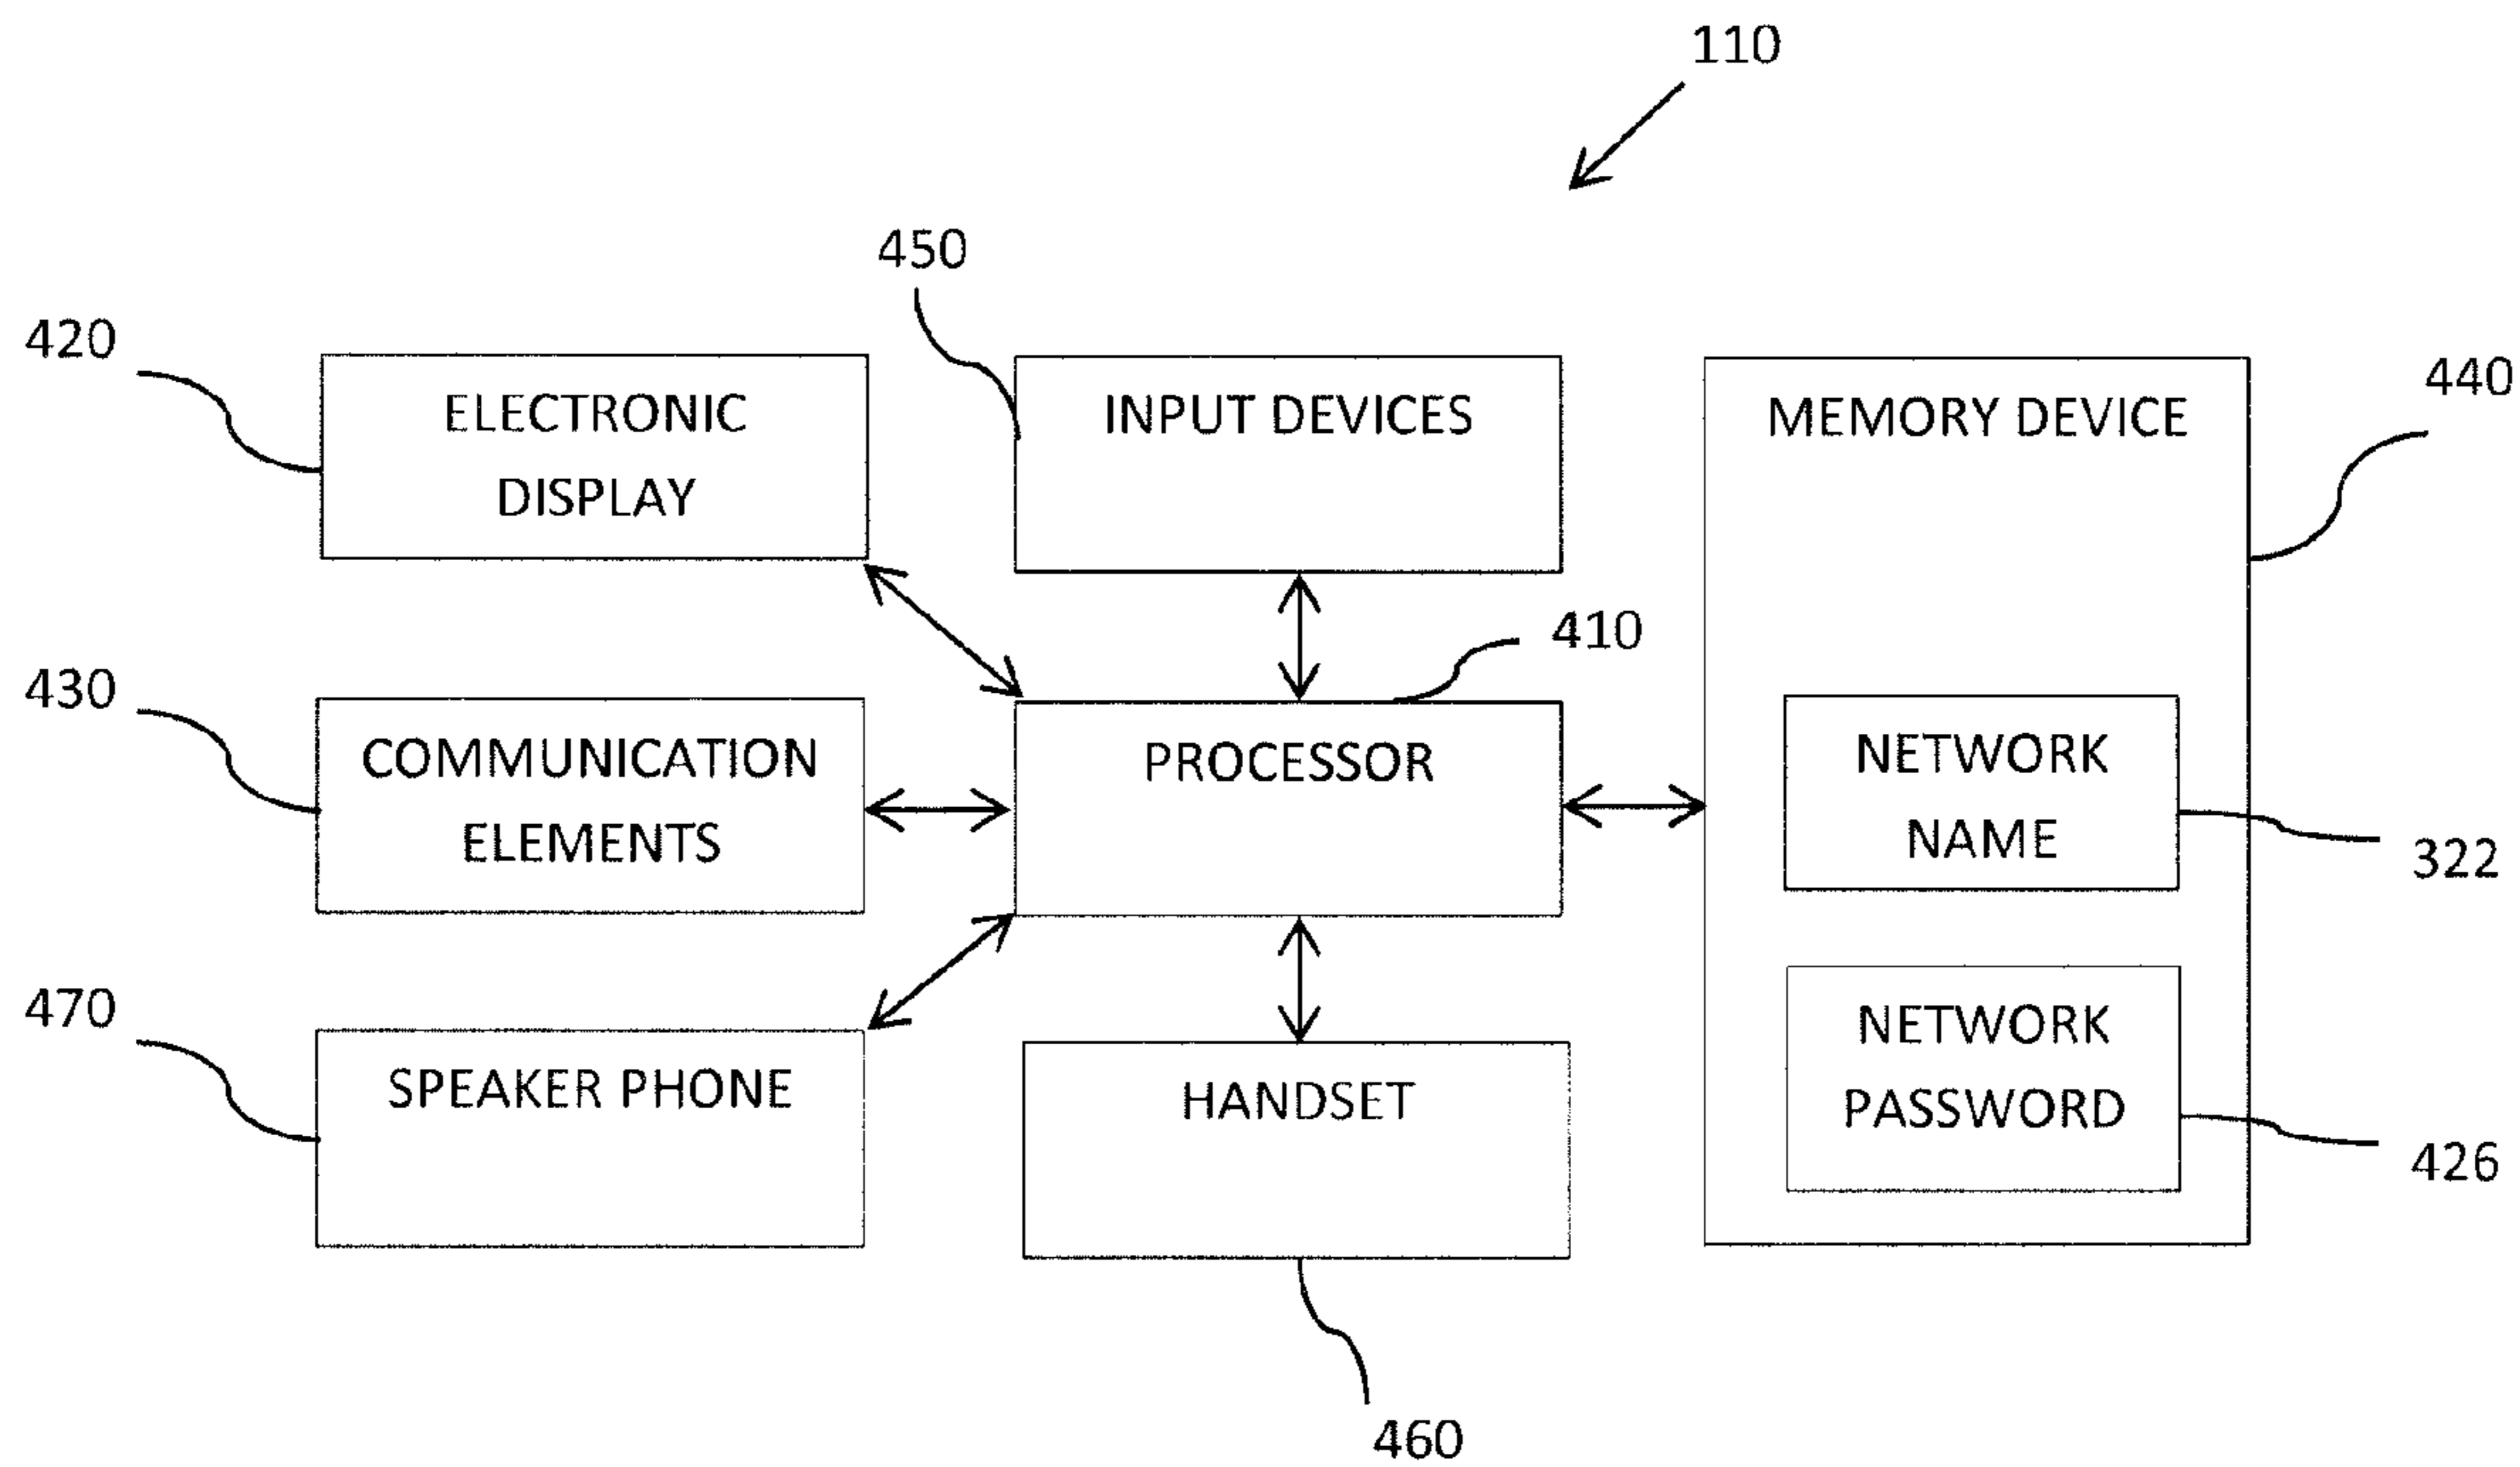 110
450
420
ELECTRONIC
DISPLAY
INPUT DEVICES
MEMORY DEVICE
440
410
430
COMMUNICATION
ELEMENTS
PROCESSOR
NETWORK
NAME
322
470
SPEAKER PHONE
HANDSET
NETWORK
PASSWORD
426
460